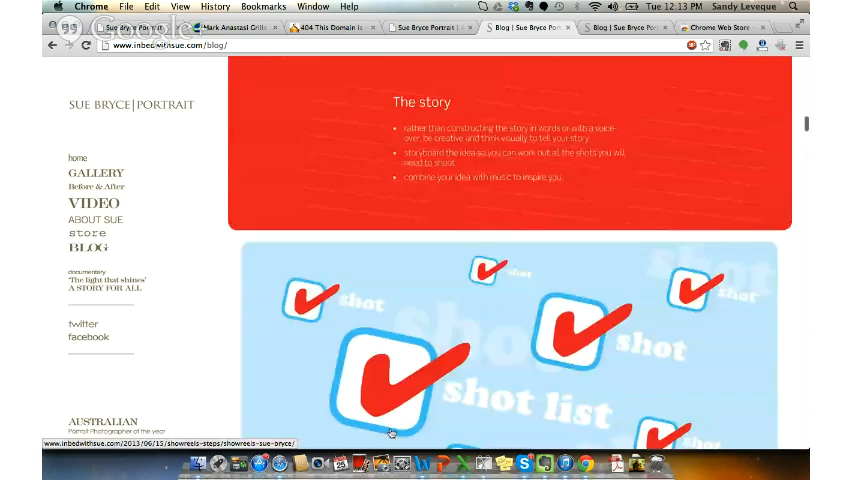 Chrome File Edit View History Bookmarks Window Help Tue 12:13 PM Sandy Leveque
Sue Bryce Portrait Mark Anastasi Grills 404 This Domain Is Sue Bryce Portrait | A Blog | Sue Bryce Por Blog | Sue Bryce Por Chrome Web Store
Google
www.inbedwithsue.com/blog/
SUE BRYCE|PORTRAIT
home
GALLERY
Before & After
VIDEO
ABOUT SUE
store
BLOG
documentary
'The light that shines'
A STORY FOR ALL
twitter
facebook
AUSTRALIAN
Portrait Photographer of the year
The story
rather than constructing the story in words or with a voice-
over, be creative and think visually to tell your story
storyboard the idea so you can work out all the shots you will
need to shoot
combine your idea with music to inspire you.
shot
shot
shot
shot
shot
shot
shot list
www.inbedwithsue.com/2013/06/15/showreels-steps/showreels-sue-bryce/